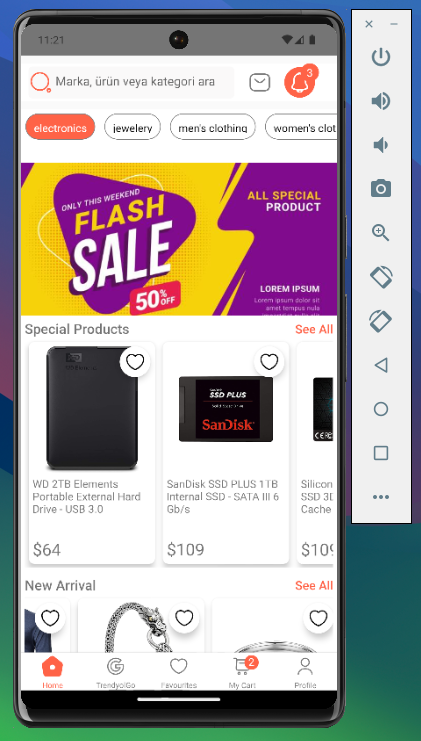 11:21
Marka, ürün veya kategori ara
3
electronics
jewelery
men's clothing
women's clot
ONLY THIS WEEKEND
FLASH
SALE
50%
OFF
ALL SPECIAL
PRODUCT
LOREM IPSUM
Lorem ipsum dolor sit
amet, consectetur
Special Products
See All
WD 2TB Elements
Portable External Hard
Drive - USB 3.0
$64
SSD PLUS
SanDisk
SanDisk SSD PLUS 1TB
Internal SSD - SATA III 6
Gb/s
$109
Silicon
SSD 3D
Cache
$109
New Arrival
See All
Home
TrendyolGo
Favourites
2
My Cart
Profile